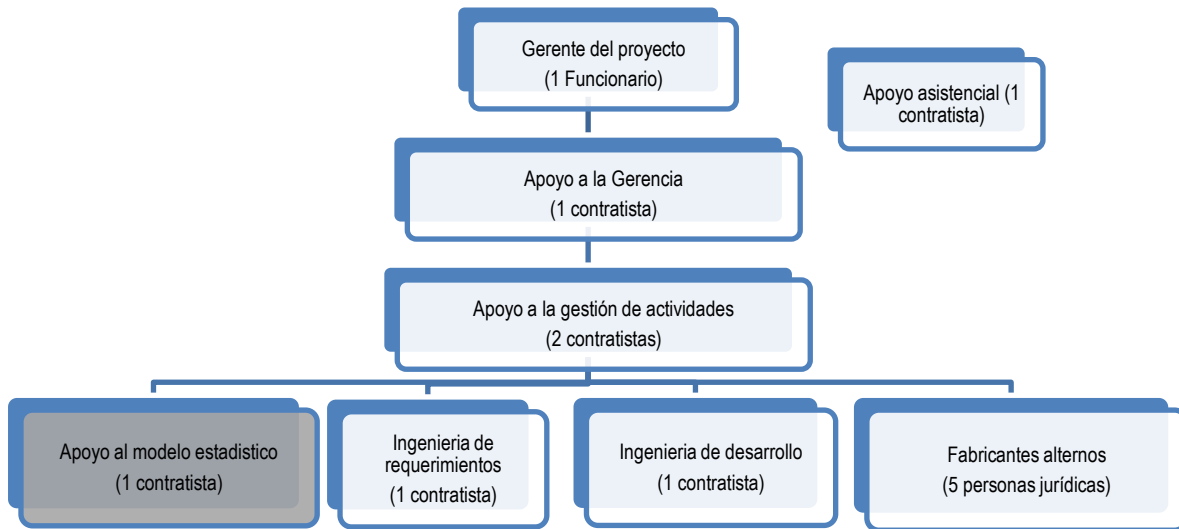 Gerente del proyecto
(1 Funcionario)
Apoyo asistencial (1
contratista)
Apoyo a la Gerencia
(1 contratista)
Apoyo a la gestión de actividades
(2 contratistas)
Apoyo al modelo estadistico
(1 contratista)
Ingenieria de
requerimientos
(1 contratista)
Ingenieria de desarrollo
(1 contratista)
Fabricantes alternos
(5 personas jurídicas)